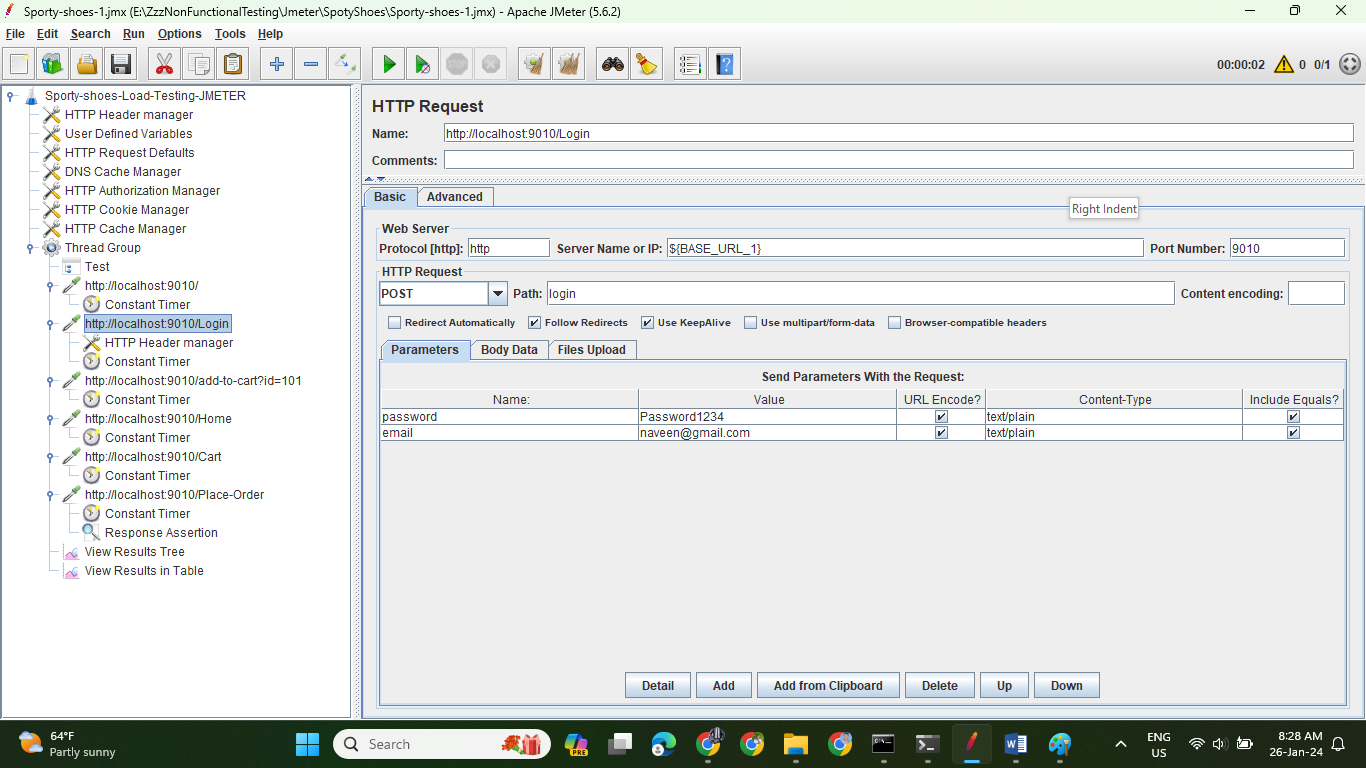 Sporty-shoes-1.jmx (E:\ZzzNonFunctionalTesting\Jmeter\SpotyShoes\Sporty-shoes-1.jmx) - Apache JMeter (5.6.2)
File Edit Search Run Options Tools Help
00:00:02 0 0/1
Sporty-shoes-Load-Testing-JMETER
HTTP Header manager
User Defined Variables
HTTP Request Defaults
DNS Cache Manager
HTTP Authorization Manager
HTTP Cookie Manager
HTTP Cache Manager
Thread Group
Test
http://localhost:9010/
Constant Timer
http://localhost:9010/Login
HTTP Header manager
Constant Timer
http://localhost:9010/add-to-cart?id=101
Constant Timer
http://localhost:9010/Home
Constant Timer
http://localhost:9010/Cart
Constant Timer
http://localhost:9010/Place-Order
Constant Timer
Response Assertion
View Results Tree
View Results in Table
HTTP Request
Name: http://localhost:9010/Login
Comments:
Basic Advanced
Right Indent
Web Server
Protocol [http]: http Server Name or IP: ${BASE_URL_1} Port Number: 9010
HTTP Request
POST Path: login Content encoding:
Redirect Automatically Follow Redirects Use KeepAlive Use multipart/form-data Browser-compatible headers
Parameters Body Data Files Upload
Send Parameters With the Request:
Name: Value URL Encode? Content-Type Include Equals?
password Password1234 text/plain
email naveen@gmail.com text/plain
Detail Add Add from Clipboard Delete Up Down
64°F
Partly sunny
Search
PRE
ENG
US
8:28 AM
26-Jan-24